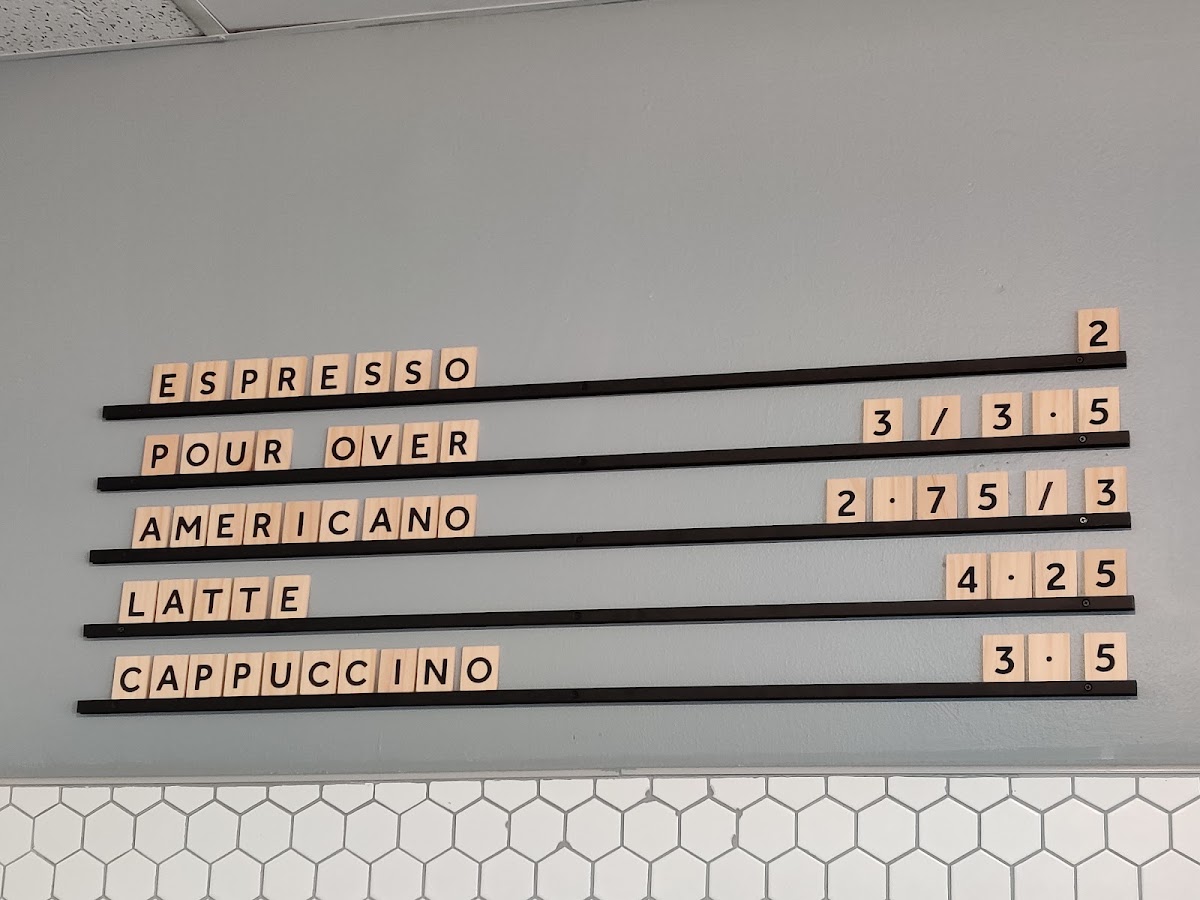 ESPRESSO 2
POUR OVER 3 / 3·5
AMERICANO 2·75 / 3
LATTE 4·25
CAPPUCCINO 3·5